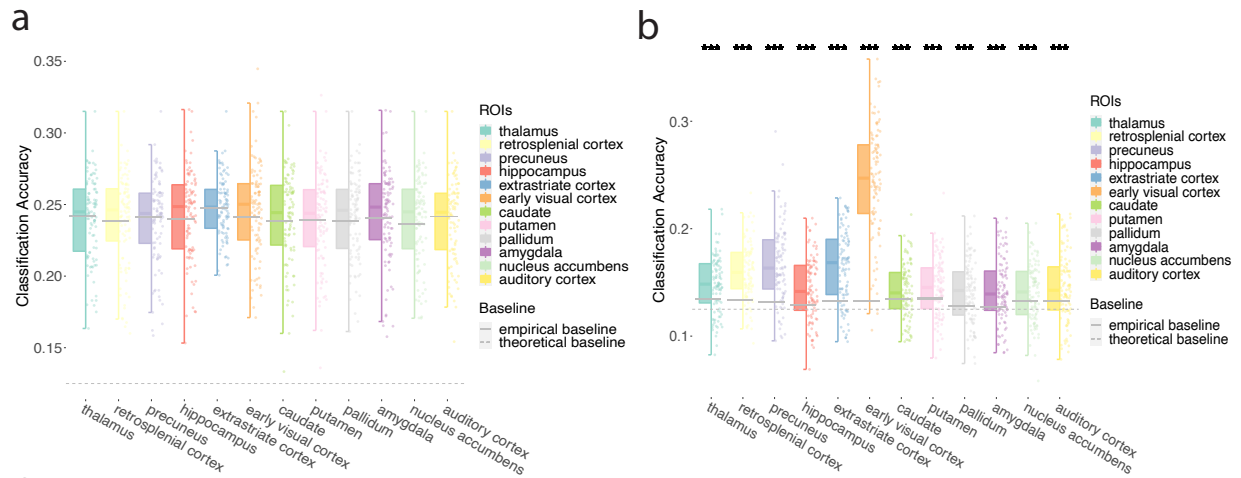 a
Classification Accuracy
0.35
0.30
0.25
0.20
0.15
thalamus
retrosplenial cortex
precuneus
hippocampus
extrastriate cortex
early visual cortex
caudate
putamen
pallidum
amygdala
nucleus accumbens
auditory cortex
ROIs
thalamus
retrosplenial cortex
precuneus
hippocampus
extrastriate cortex
early visual cortex
caudate
putamen
pallidum
amygdala
nucleus accumbens
auditory cortex
Baseline
empirical baseline
theoretical baseline
b
*** *** *** *** *** *** *** *** *** *** *** ***
Classification Accuracy
0.3
0.2
0.1
thalamus
retrosplenial cortex
precuneus
hippocampus
extrastriate cortex
early visual cortex
caudate
putamen
pallidum
amygdala
nucleus accumbens
auditory cortex
ROIs
thalamus
retrosplenial cortex
precuneus
hippocampus
extrastriate cortex
early visual cortex
caudate
putamen
pallidum
amygdala
nucleus accumbens
auditory cortex
Baseline
empirical baseline
theoretical baseline